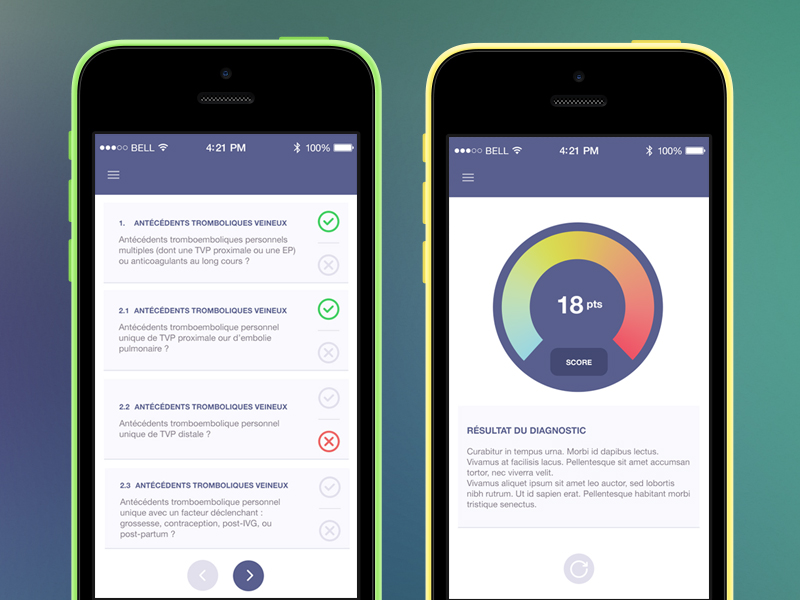 BELL
4:21 PM
100%
1. ANTÉCÉDENTS TROMBOLIQUES VEINEUX
Antécédents tromboemboliques personnels
multiples (dont une TVP proximale ou une EP)
ou anticoagulants au long cours ?
2.1 ANTÉCÉDENTS TROMBOLIQUES VEINEUX
Antécédents tromboembolique personnel
unique de TVP proximale our d'embolie
pulmonaire ?
2.2 ANTÉCÉDENTS TROMBOLIQUES VEINEUX
Antécédents tromboembolique personnel
unique de TVP distale ?
2.3 ANTÉCÉDENTS TROMBOLIQUES VEINEUX
Antécédents tromboembolique personnel
unique avec un facteur déclenchant :
grossesse, contraception, post-IVG, ou
post-partum ?
BELL
4:21 PM
100%
18 pts
SCORE
RÉSULTAT DU DIAGNOSTIC
Curabitur in tempus urna. Morbi id dapibus lectus.
Vivamus at facilisis lacus. Pellentesque sit amet accumsan
tortor, nec viverra velit.
Vivamus aliquet ipsum sit amet leo auctor, sed lobortis
nibh rutrum. Ut id sapien erat. Pellentesque habitant morbi
tristique senectus.